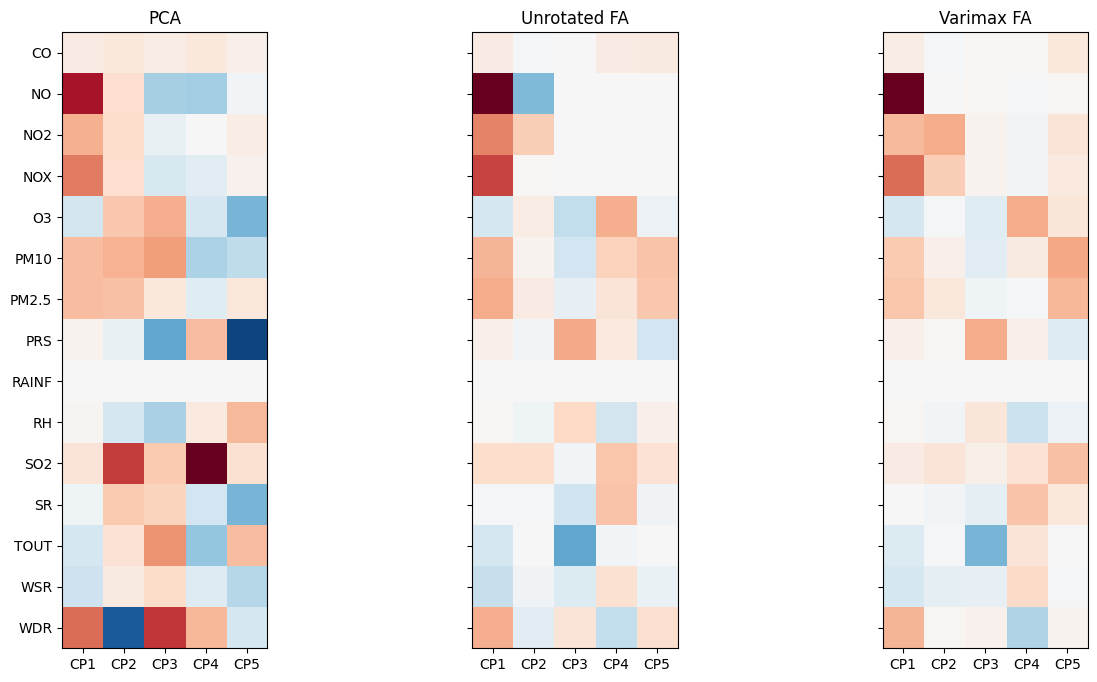 PCA
Unrotated FA
Varimax FA
CO
NO
NO2
NOX
O3
PM10
PM2.5
PRS
RAINF
RH
SO2
SR
TOUT
WSR
WDR
CP1 CP2 CP3 CP4 CP5
CP1 CP2 CP3 CP4 CP5
CP1 CP2 CP3 CP4 CP5